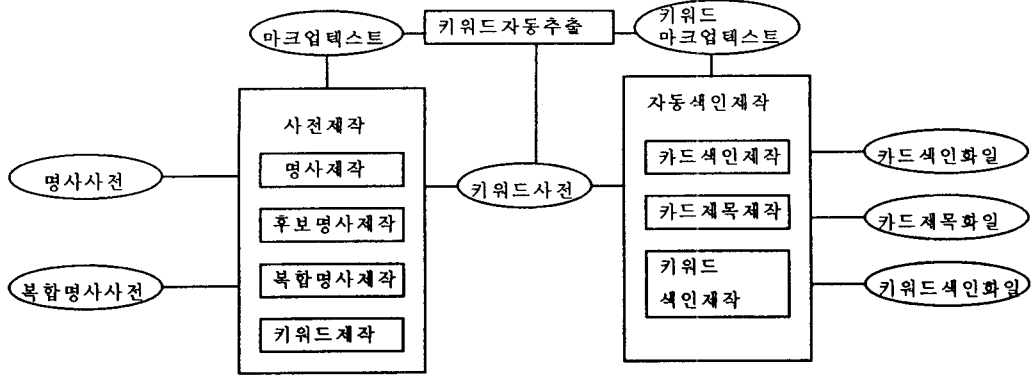 마크업텍스트
키워드자동추출
키워드
마크업텍스트
사전제작
명사제작
후보명사제작
복합명사제작
키워드제작
명사사전
복합명사사전
키워드사전
자동색인제작
카드색인제작
카드제목제작
키워드
색인제작
카드색인화일
카드제목화일
키워드색인화일